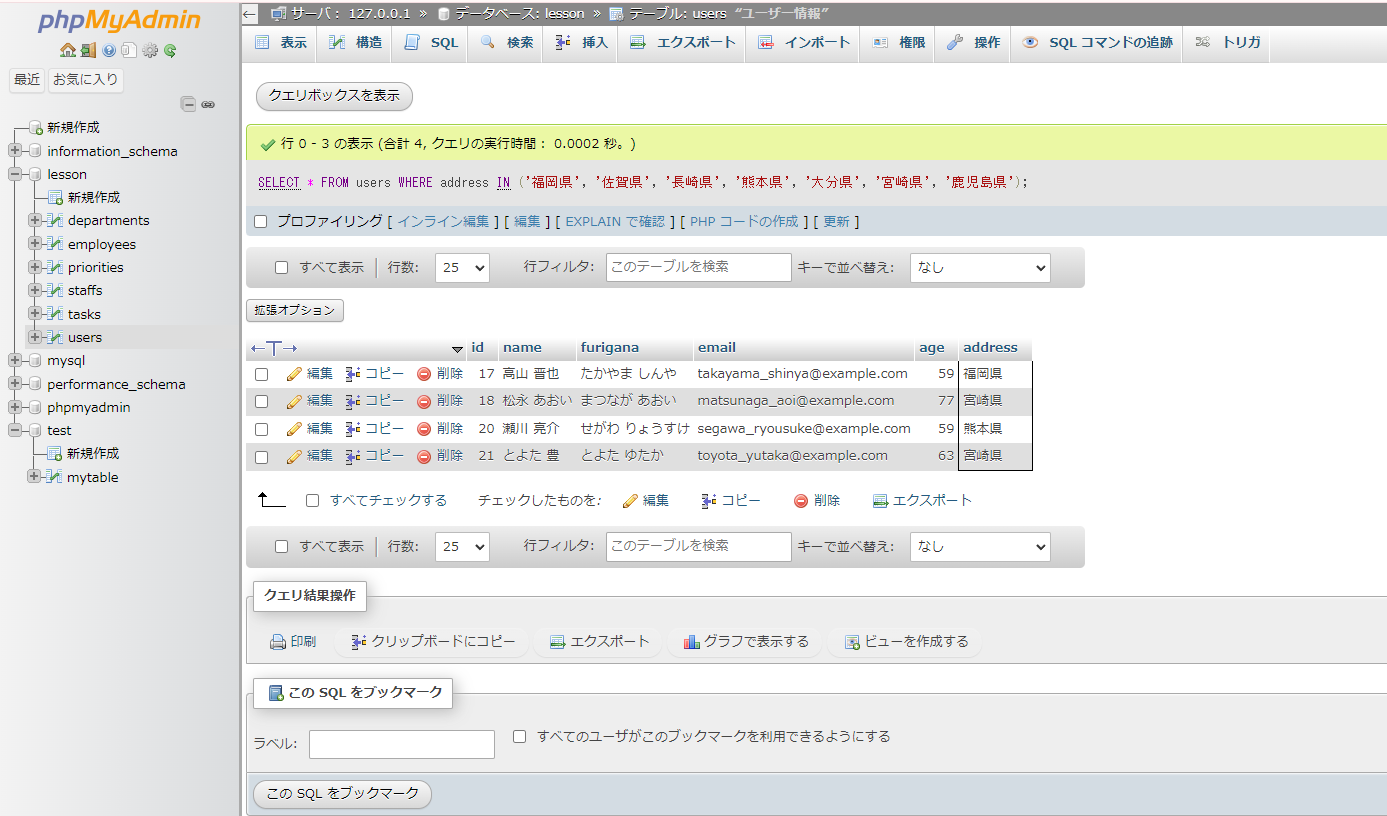 phpMyAdmin
最近 お気に入り
新規作成
information_schema
lesson
新規作成
departments
employees
priorities
staffs
tasks
users
mysql
performance_schema
phpmyadmin
test
新規作成
mytable
サーバ： 127.0.0.1 » データベース: lesson » テーブル: users “ユーザー情報”
表示 構造 SQL 検索 挿入 エクスポート インポート 権限 操作 SQL コマンドの追跡 トリガ
クエリボックスを表示
行 0 - 3 の表示 (合計 4, クエリの実行時間： 0.0002 秒。)
SELECT * FROM users WHERE address IN ('福岡県', '佐賀県', '長崎県', '熊本県', '大分県', '宮崎県', '鹿児島県');
プロファイリング [ インライン編集 ] [ 編集 ] [ EXPLAIN で確認 ] [ PHP コードの作成 ] [ 更新 ]
すべて表示 行数: 25 行フィルタ: このテーブルを検索 キーで並べ替え: なし
拡張オプション
←T→ id name furigana email age address
編集 コピー 削除 17 高山 晋也 たかやま しんや takayama_shinya@example.com 59 福岡県
編集 コピー 削除 18 松永 あおい まつなが あおい matsunaga_aoi@example.com 77 宮崎県
編集 コピー 削除 20 瀬川 亮介 せがわ りょうすけ segawa_ryousuke@example.com 59 熊本県
編集 コピー 削除 21 とよた 豊 とよた ゆたか toyota_yutaka@example.com 63 宮崎県
すべてチェックする チェックしたものを: 編集 コピー 削除 エクスポート
すべて表示 行数: 25 行フィルタ: このテーブルを検索 キーで並べ替え: なし
クエリ結果操作
印刷 クリップボードにコピー エクスポート グラフで表示する ビューを作成する
この SQL をブックマーク
ラベル: すべてのユーザがこのブックマークを利用できるようにする
この SQL をブックマーク